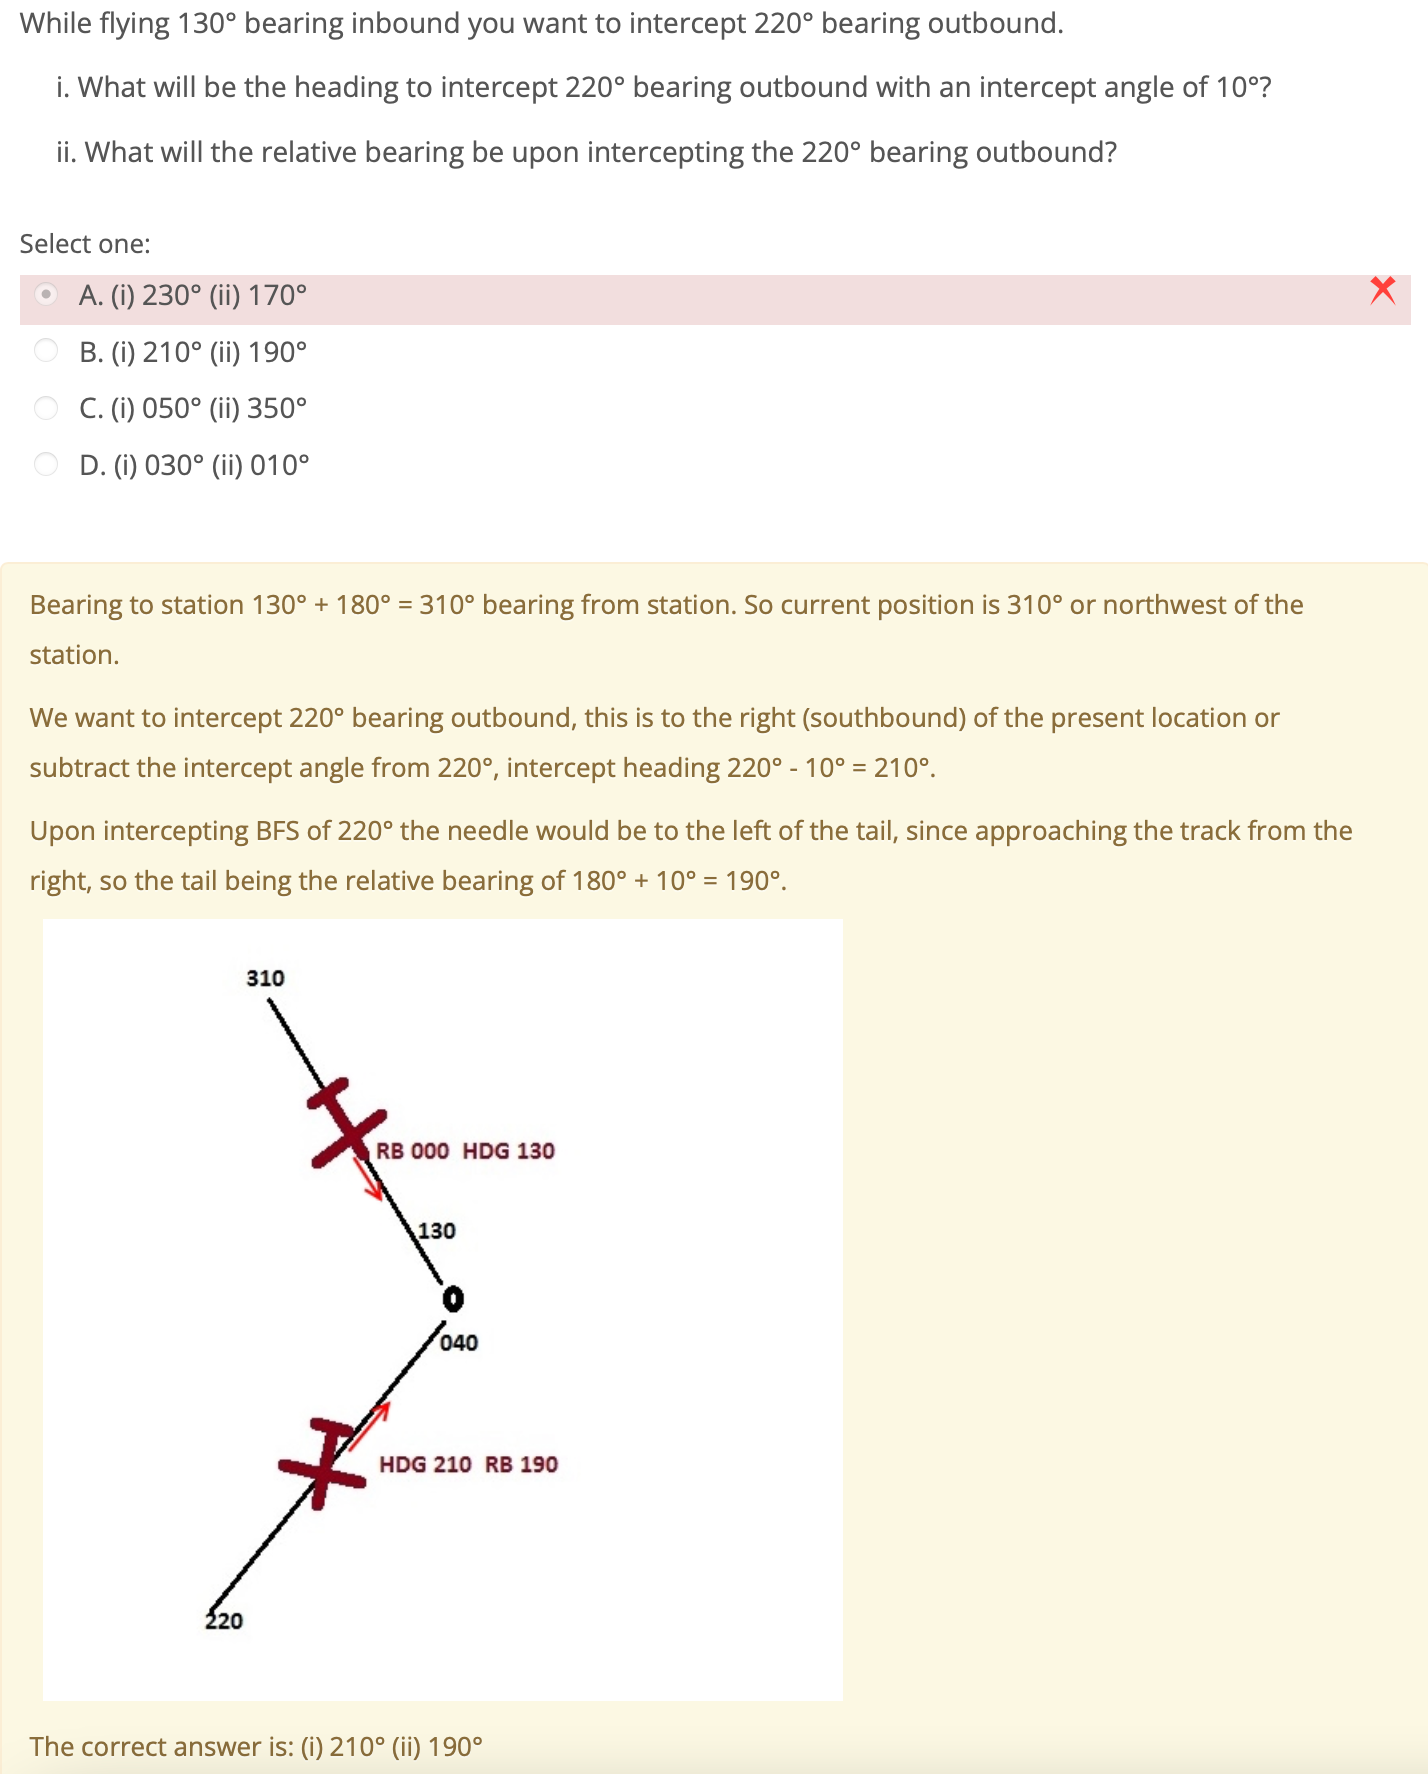 While flying 130° bearing inbound you want to intercept 220° bearing outbound.
i. What will be the heading to intercept 220° bearing outbound with an intercept angle of 10°?
ii. What will the relative bearing be upon intercepting the 220° bearing outbound?
Select one:
A. (i) 230° (ii) 170°
B. (i) 210° (ii) 190°
C. (i) 050° (ii) 350°
D. (i) 030° (ii) 010°
Bearing to station 130° + 180° = 310° bearing from station. So current position is 310° or northwest of the
station.
We want to intercept 220° bearing outbound, this is to the right (southbound) of the present location or
subtract the intercept angle from 220°, intercept heading 220° - 10° = 210°.
Upon intercepting BFS of 220° the needle would be to the left of the tail, since approaching the track from the
right, so the tail being the relative bearing of 180° + 10° = 190°.
310
RB 000 HDG 130
130
0
040
HDG 210 RB 190
220
The correct answer is: (i) 210° (ii) 190°